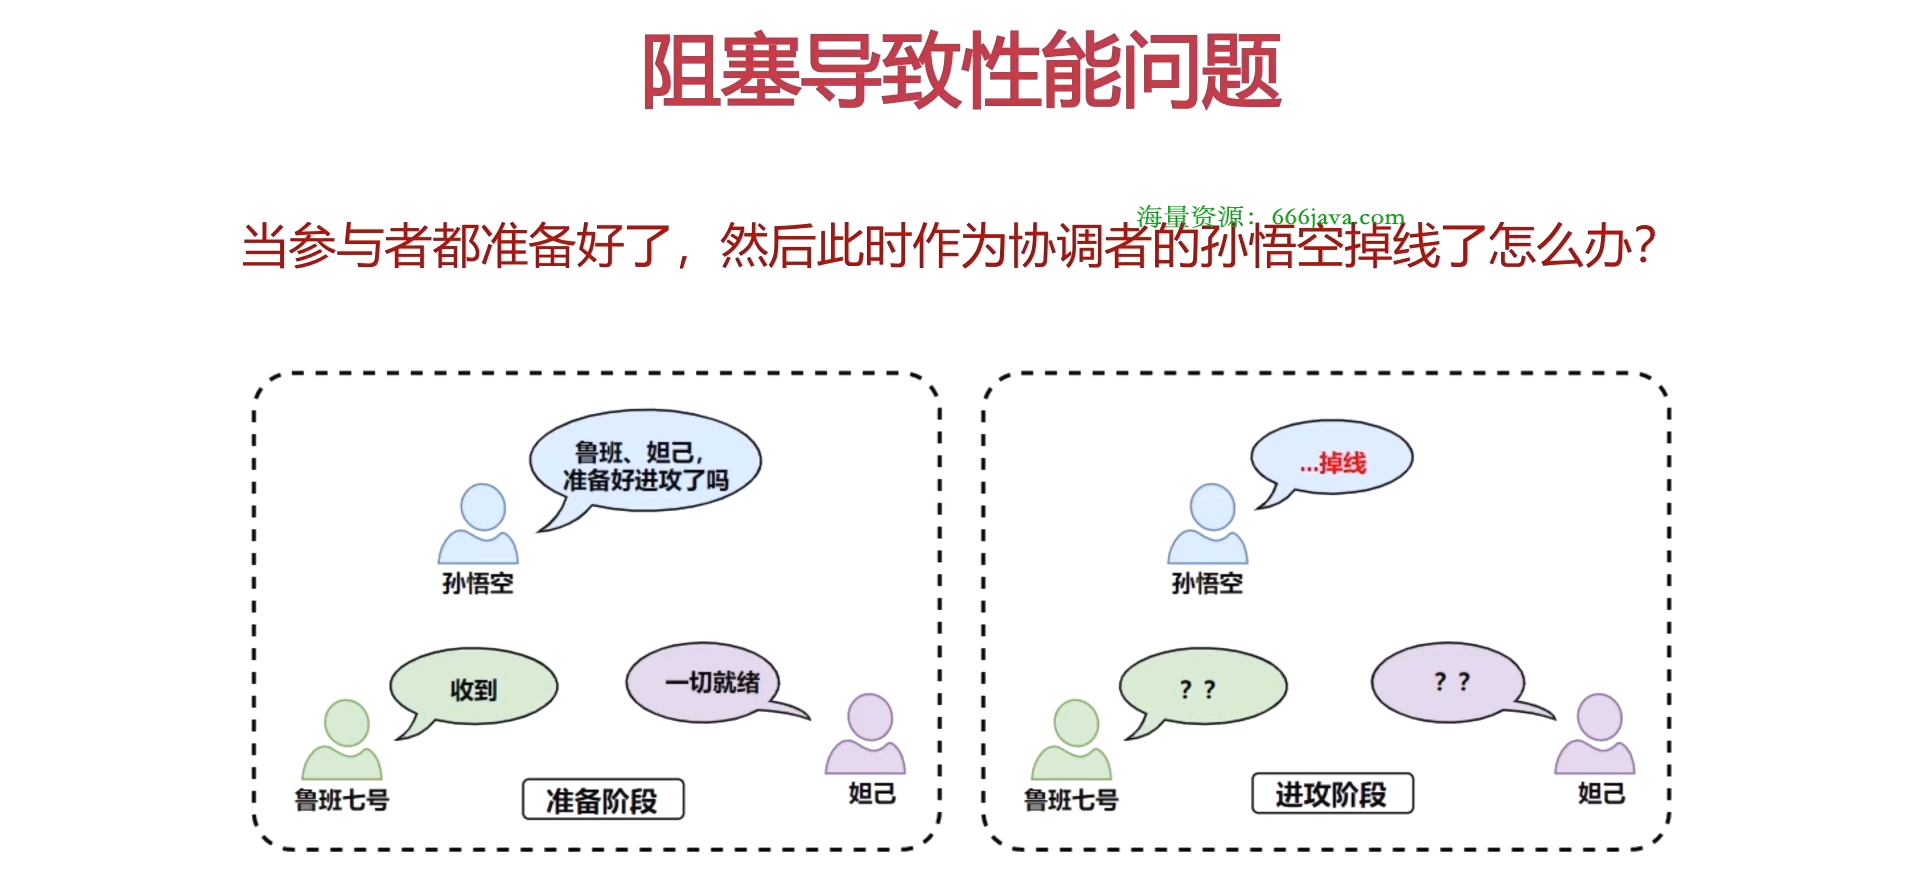 阻塞导致性能问题
海量资源：666java.com
当参与者都准备好了，然后此时作为协调者的孙悟空掉线了怎么办？
鲁班、妲己，
准备好进攻了吗
孙悟空
收到
一切就绪
鲁班七号
准备阶段
妲己
...掉线
孙悟空
？？
？？
鲁班七号
进攻阶段
妲己